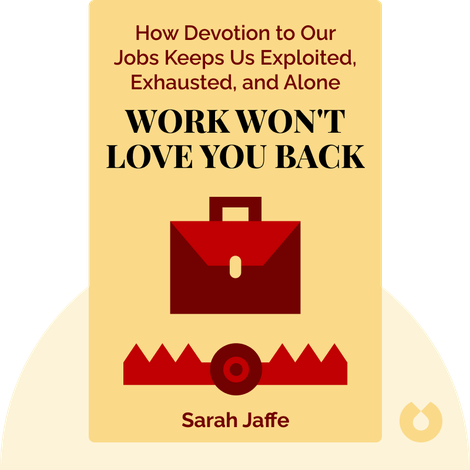 How Devotion to Our
Jobs Keeps Us Exploited,
Exhausted, and Alone
WORK WON'T
LOVE YOU BACK
Sarah Jaffe